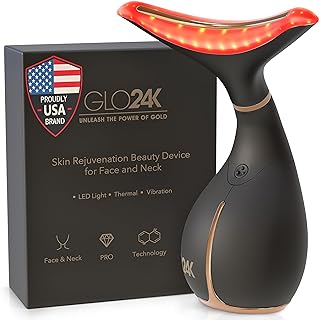 PROUDLY
USA
BRAND
GLO24K
UNLEASH THE POWER OF GOLD
Skin Rejuvenation Beauty Device
for Face and Neck
• LED Light • Thermal • Vibration
Face & Neck
PRO
Technology
24K